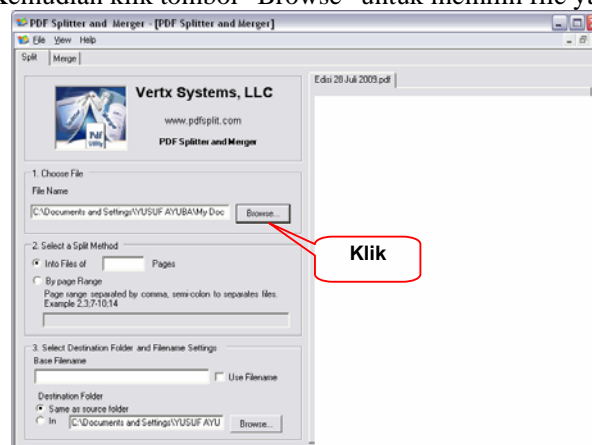 Kemudian klik tombol "Browse" untuk memilih file ya
PDF Splitter and Merger - [PDF Splitter and Merger]
File View Help
Split Merge
Vertx Systems, LLC
www.pdfsplit.com
PDF Splitter and Merger
Pdf
Utility
Edisi 28 Juli 2009.pdf
1. Choose File
File Name
C:\Documents and Settings\YUSUF AYUBA\My Doc Browse...
Klik
2. Select a Split Method
Into Files of Pages
By page Range
Page range separated by comma, semi-colon to separates files.
Example 2,3;7-10;14
3. Select Destination Folder and Filename Settings
Base Filename
Use Filename
Destination Folder
Same as source folder
In C:\Documents and Settings\YUSUF AYU Browse...